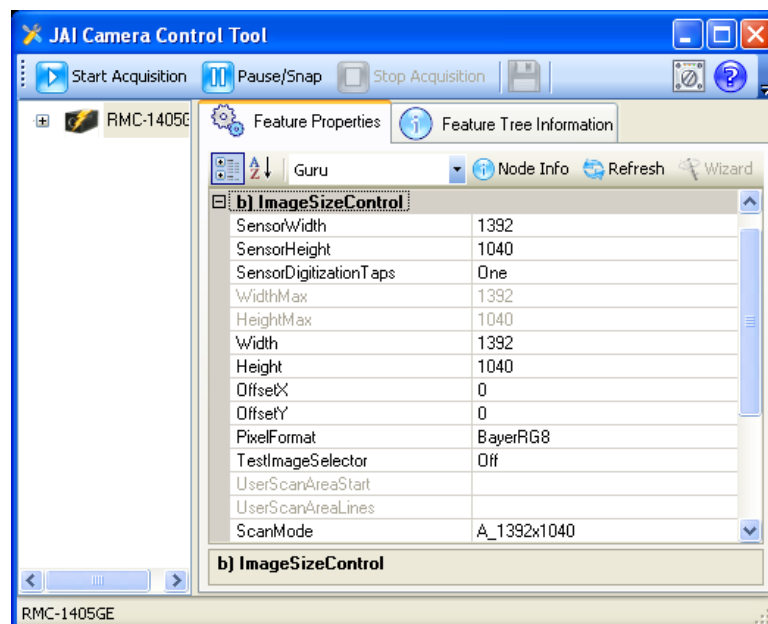 JAI Camera Control Tool
Start Acquisition Pause/Snap Stop Acquisition
RMC-1405G Feature Properties Feature Tree Information
Guru Node Info Refresh Wizard
b) ImageSizeControl
SensorWidth 1392
SensorHeight 1040
SensorDigitizationTaps One
WidthMax 1392
HeightMax 1040
Width 1392
Height 1040
OffsetX 0
OffsetY 0
PixelFormat BayerRG8
TestImageSelector Off
UserScanAreaStart
UserScanAreaLines
ScanMode A_1392x1040
b) ImageSizeControl
RMC-1405GE